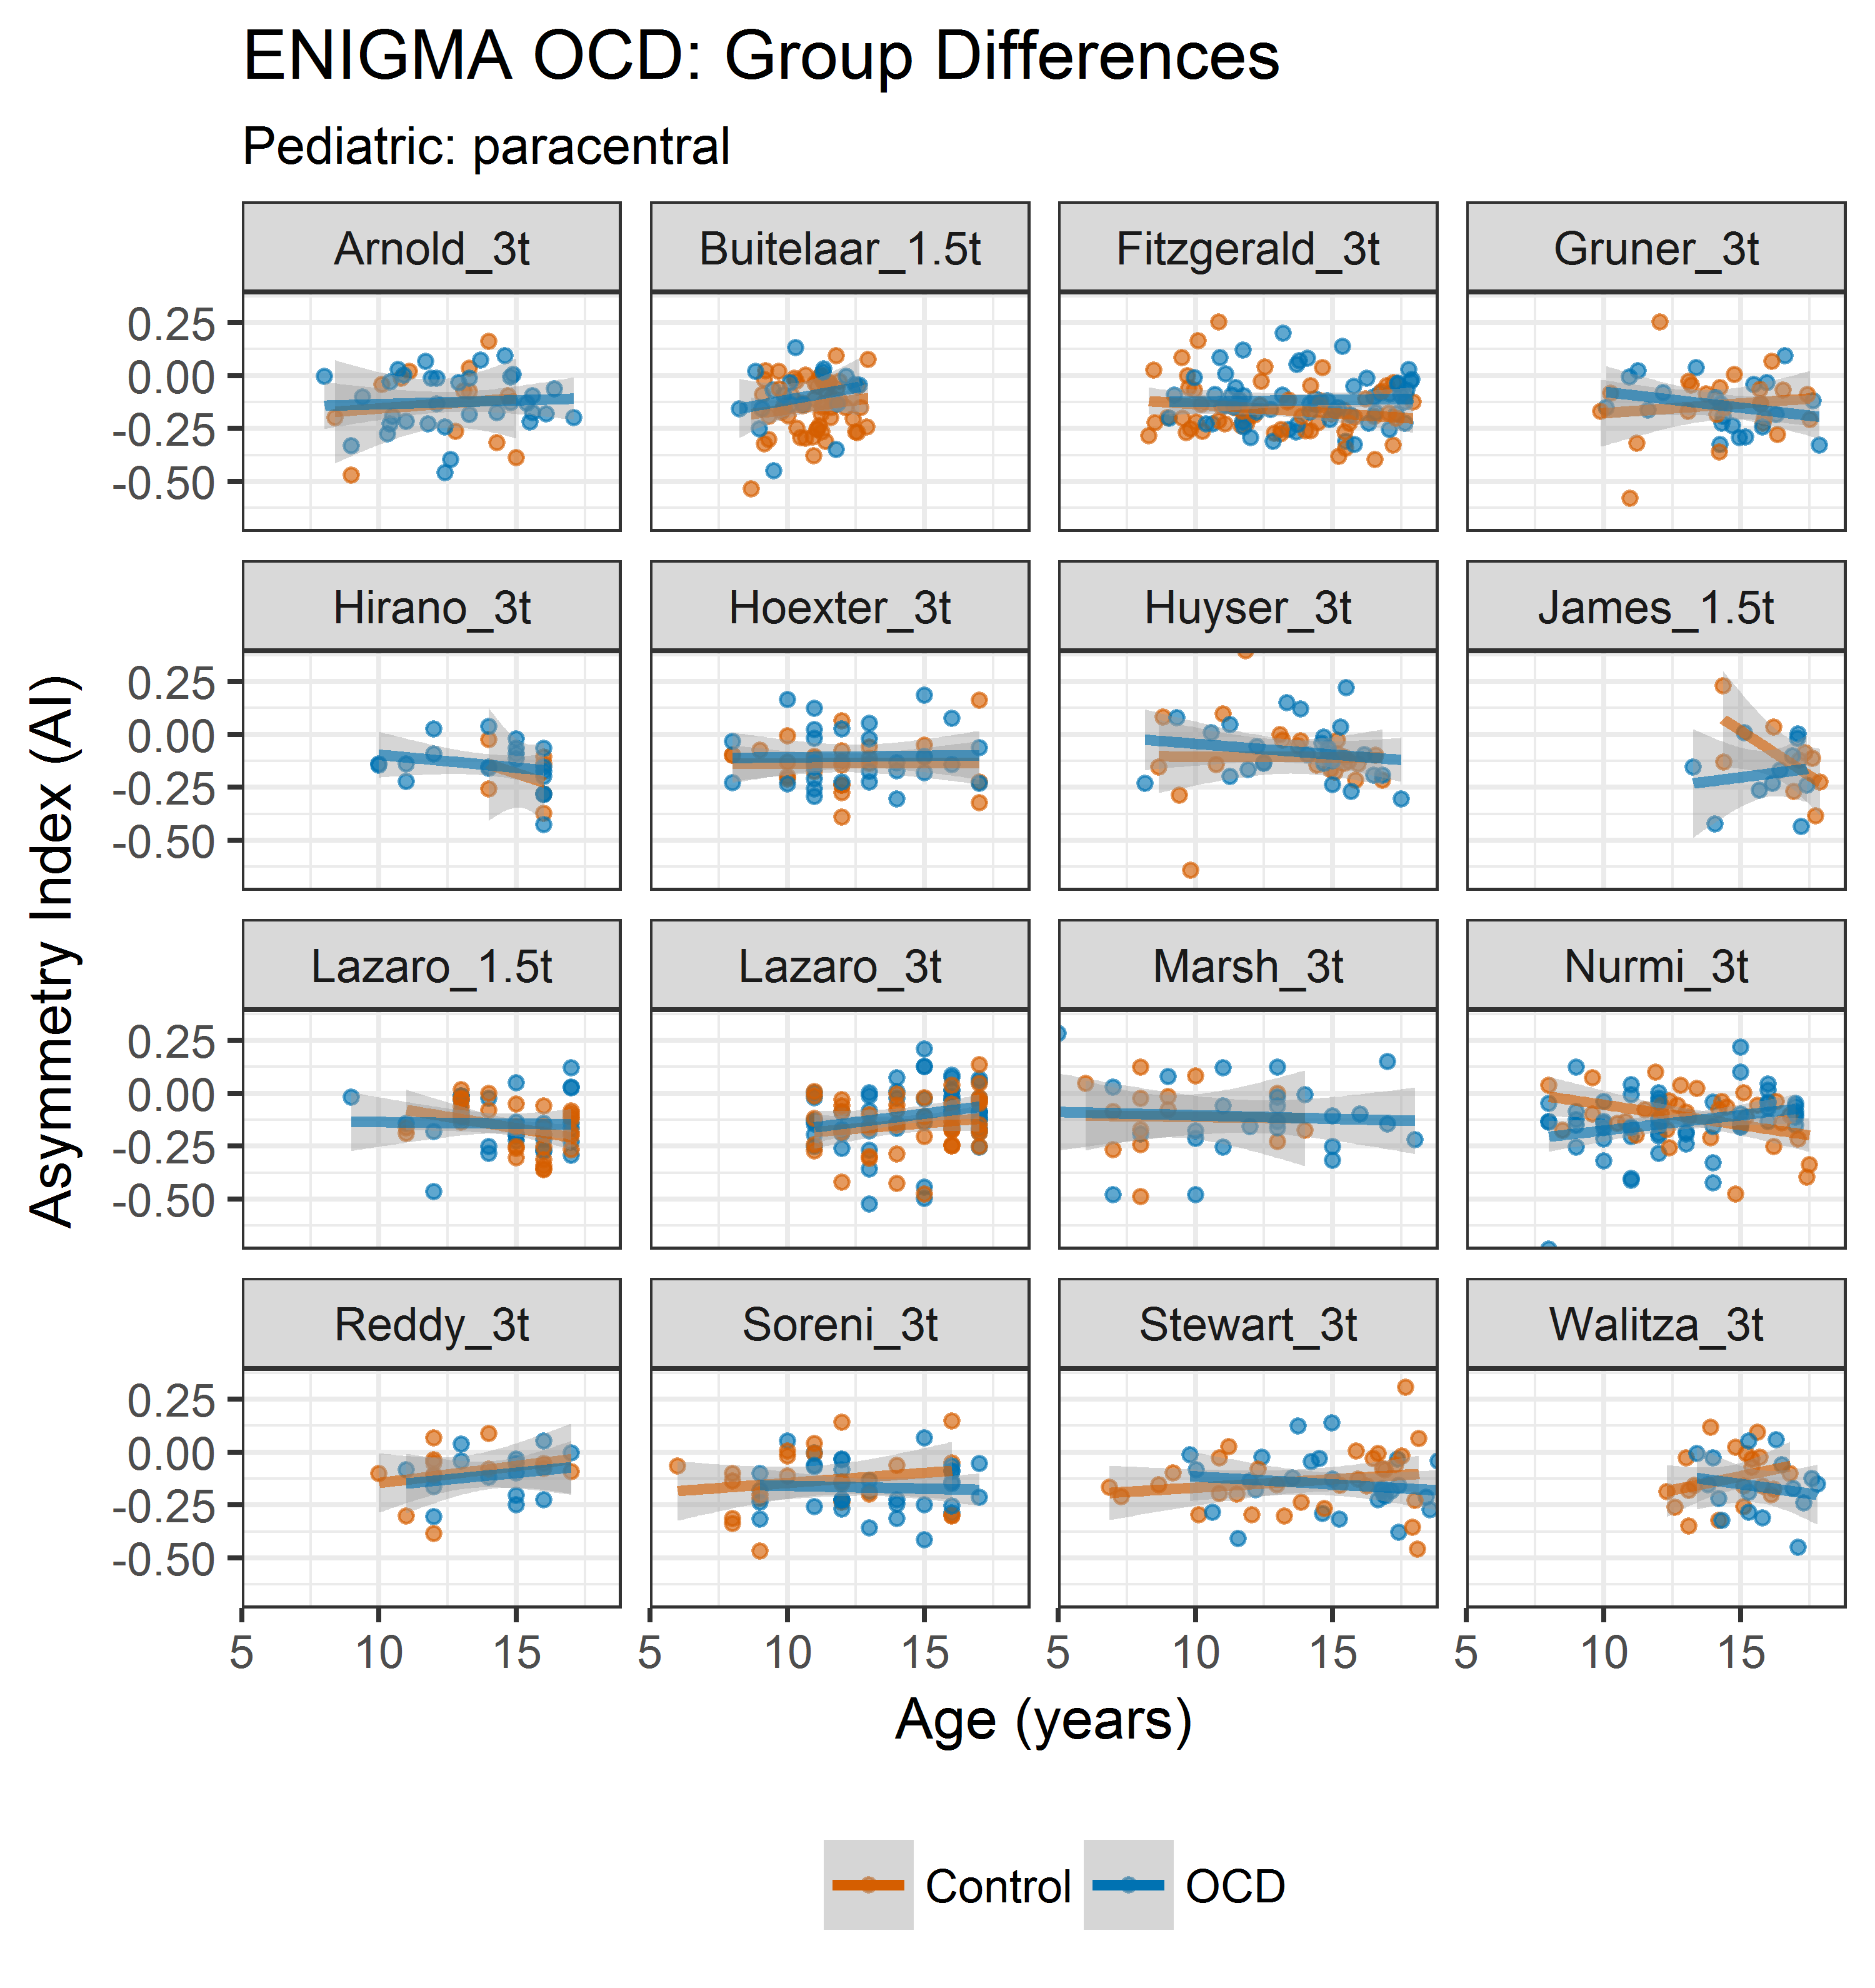 ENIGMA OCD: Group Differences
Pediatric: paracentral
Arnold_3t Buitelaar_1.5t Fitzgerald_3t Gruner_3t
0.25
0.00
-0.25
-0.50
Hirano_3t Hoexter_3t Huyser_3t James_1.5t
0.25
0.00
-0.25
-0.50
Asymmetry Index (AI)
Lazaro_1.5t Lazaro_3t Marsh_3t Nurmi_3t
0.25
0.00
-0.25
-0.50
Reddy_3t Soreni_3t Stewart_3t Walitza_3t
0.25
0.00
-0.25
-0.50
5 10 15 5 10 15 5 10 15 5 10 15
Age (years)
Control OCD